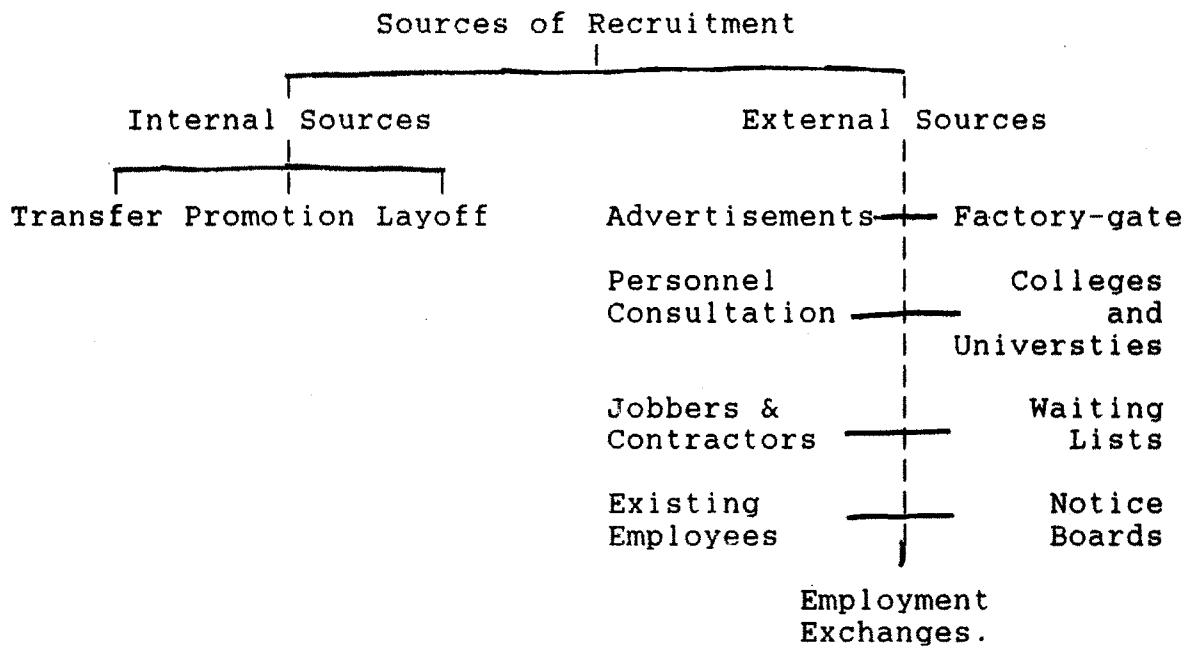 Sources of Recruitment
Internal Sources
External Sources
Transfer Promotion Layoff
Advertisements
Factory-gate
Personnel
Consultation
Colleges
and
Universties
Jobbers &
Contractors
Waiting
Lists
Existing
Employees
Notice
Boards
Employment
Exchanges.